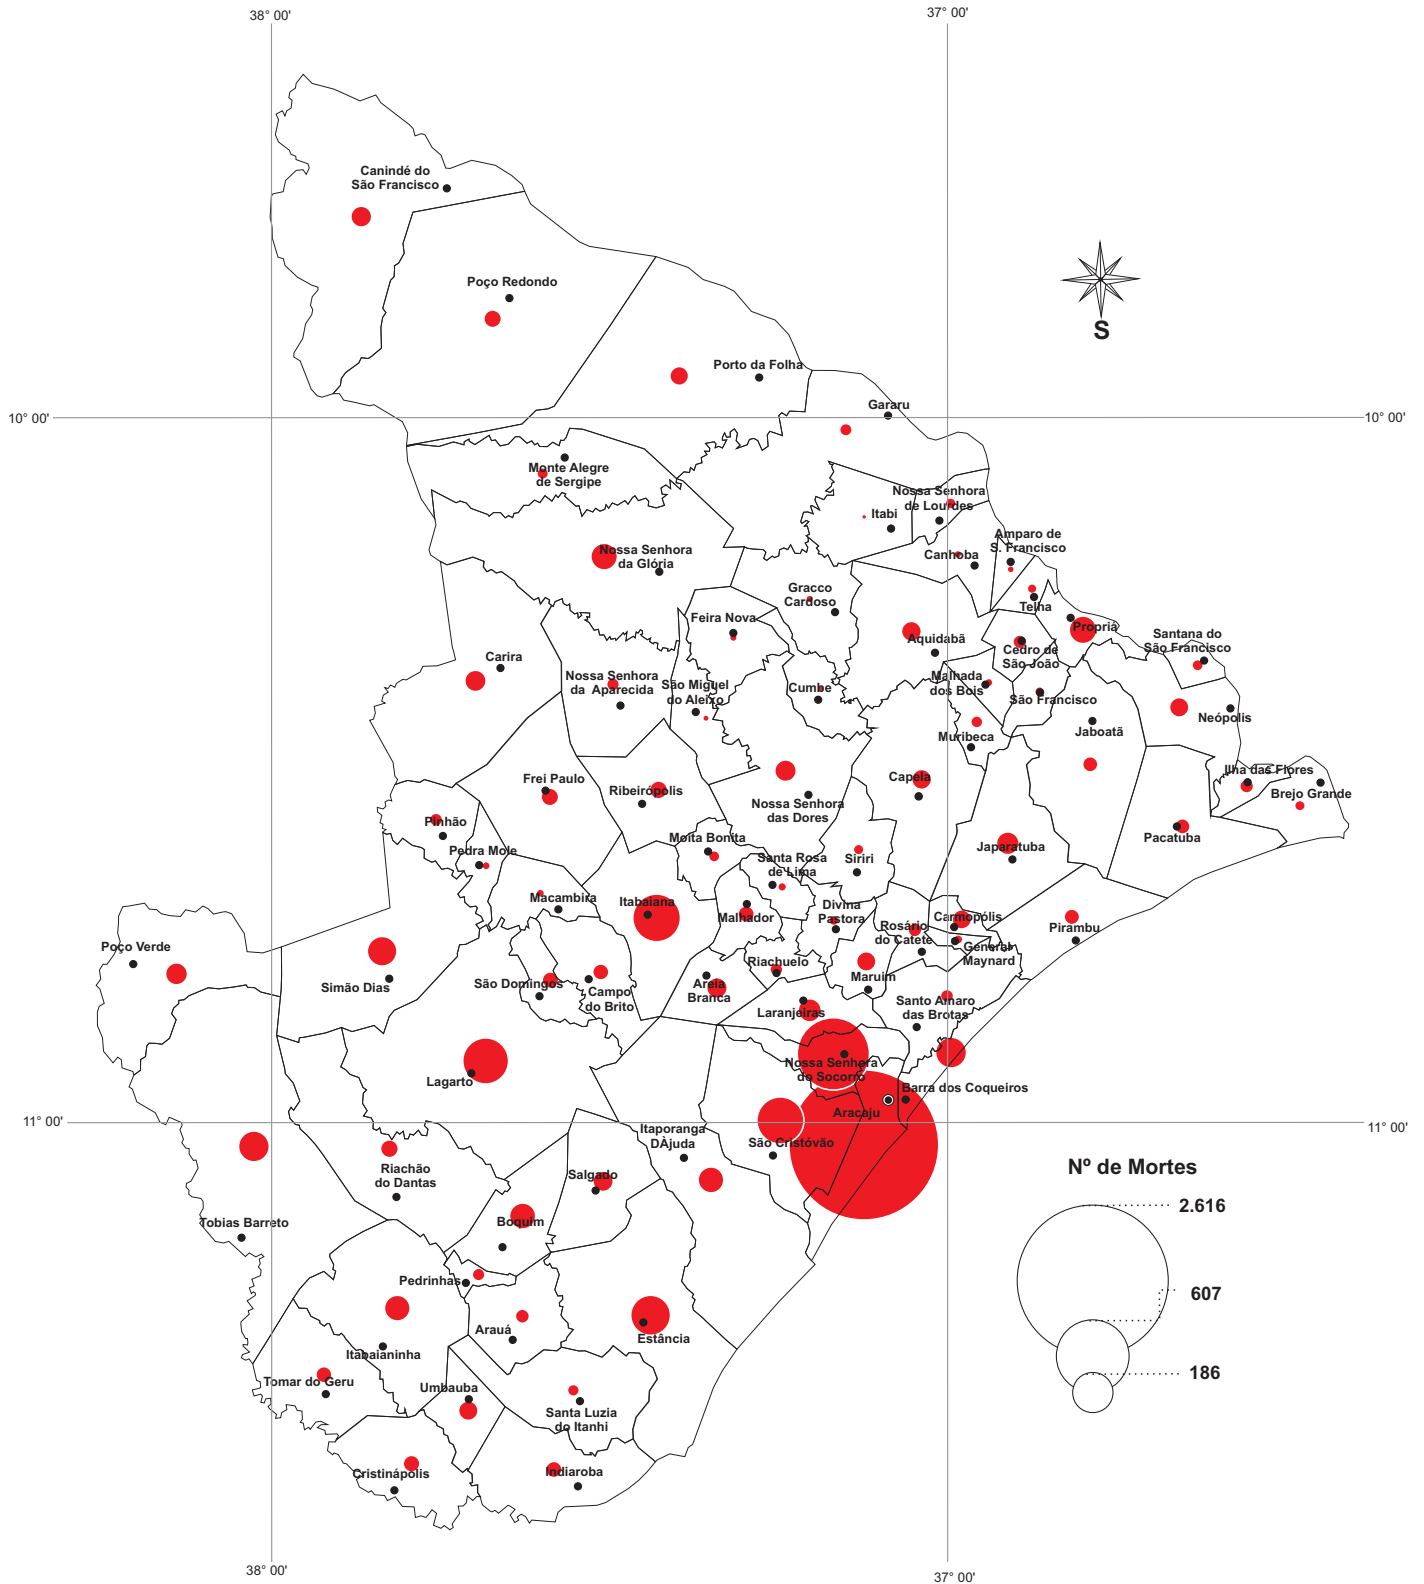 38° 00'
37° 00'
Canindé do
São Francisco
Poço Redondo
S
Porto da Folha
Gararu
10° 00'
10° 00'
Monte Alegre
de Sergipe
Nossa Senhora
de Lourdes
Itabi
Amparo de
S. Francisco
Canhoba
Nossa Senhora
da Glória
Gracco
Cardoso
Telha
Feira Nova
Propriá
Aquidabã
Santana do
São Francisco
Cedro de
São João
Carira
Nossa Senhora
da Aparecida
São Miguel
do Aleixo
Cumbe
Malhada
dos Bois
São Francisco
Neópolis
Jaboatã
Muribeca
Frei Paulo
Ribeirópolis
Capela
Ilha das Flores
Brejo Grande
Nossa Senhora
das Dores
Pinhão
Moita Bonita
Pacatuba
Pedra Mole
Santa Rosa
de Lima
Siriri
Japaratuba
Macambira
Itabaiana
Malhador
Divina
Pastora
Carmopólis
Rosário
do Catete
Pirambu
General
Maynard
Poço Verde
Riachuelo
Simão Dias
São Domingos
Campo
do Brito
Areia
Branca
Maruim
Laranjeiras
Santo Amaro
das Brotas
Nossa Senhora
do Socorro
Lagarto
Barra dos Coqueiros
Aracaju
11° 00'
11° 00'
Itaporanga
DÀjuda
São Cristóvão
Riachão
do Dantas
Salgado
Nº de Mortes
2.616
Tobias Barreto
Boquim
Pedrinhas
607
Arauá
Estância
Itabaianinha
186
Tomar do Geru
Umbauba
Santa Luzia
do Itanhi
Cristinápolis
Indiaroba
38° 00'
37° 00'